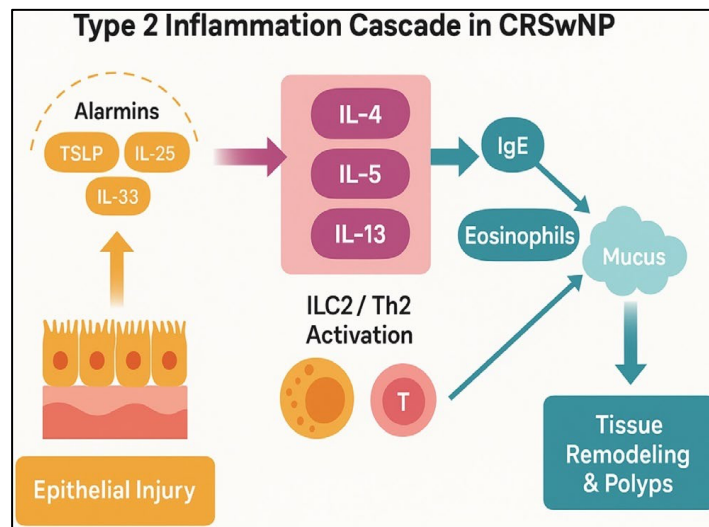 Type 2 Inflammation Cascade in CRSwNP
Alarmins
TSLP
IL-25
IL-33
Epithelial Injury
IL-4
IL–5
IL–13
ILC2 / Th2
Activation
T
IgE
Eosinophils
Mucus
Tissue
Remodeling
& Polyps